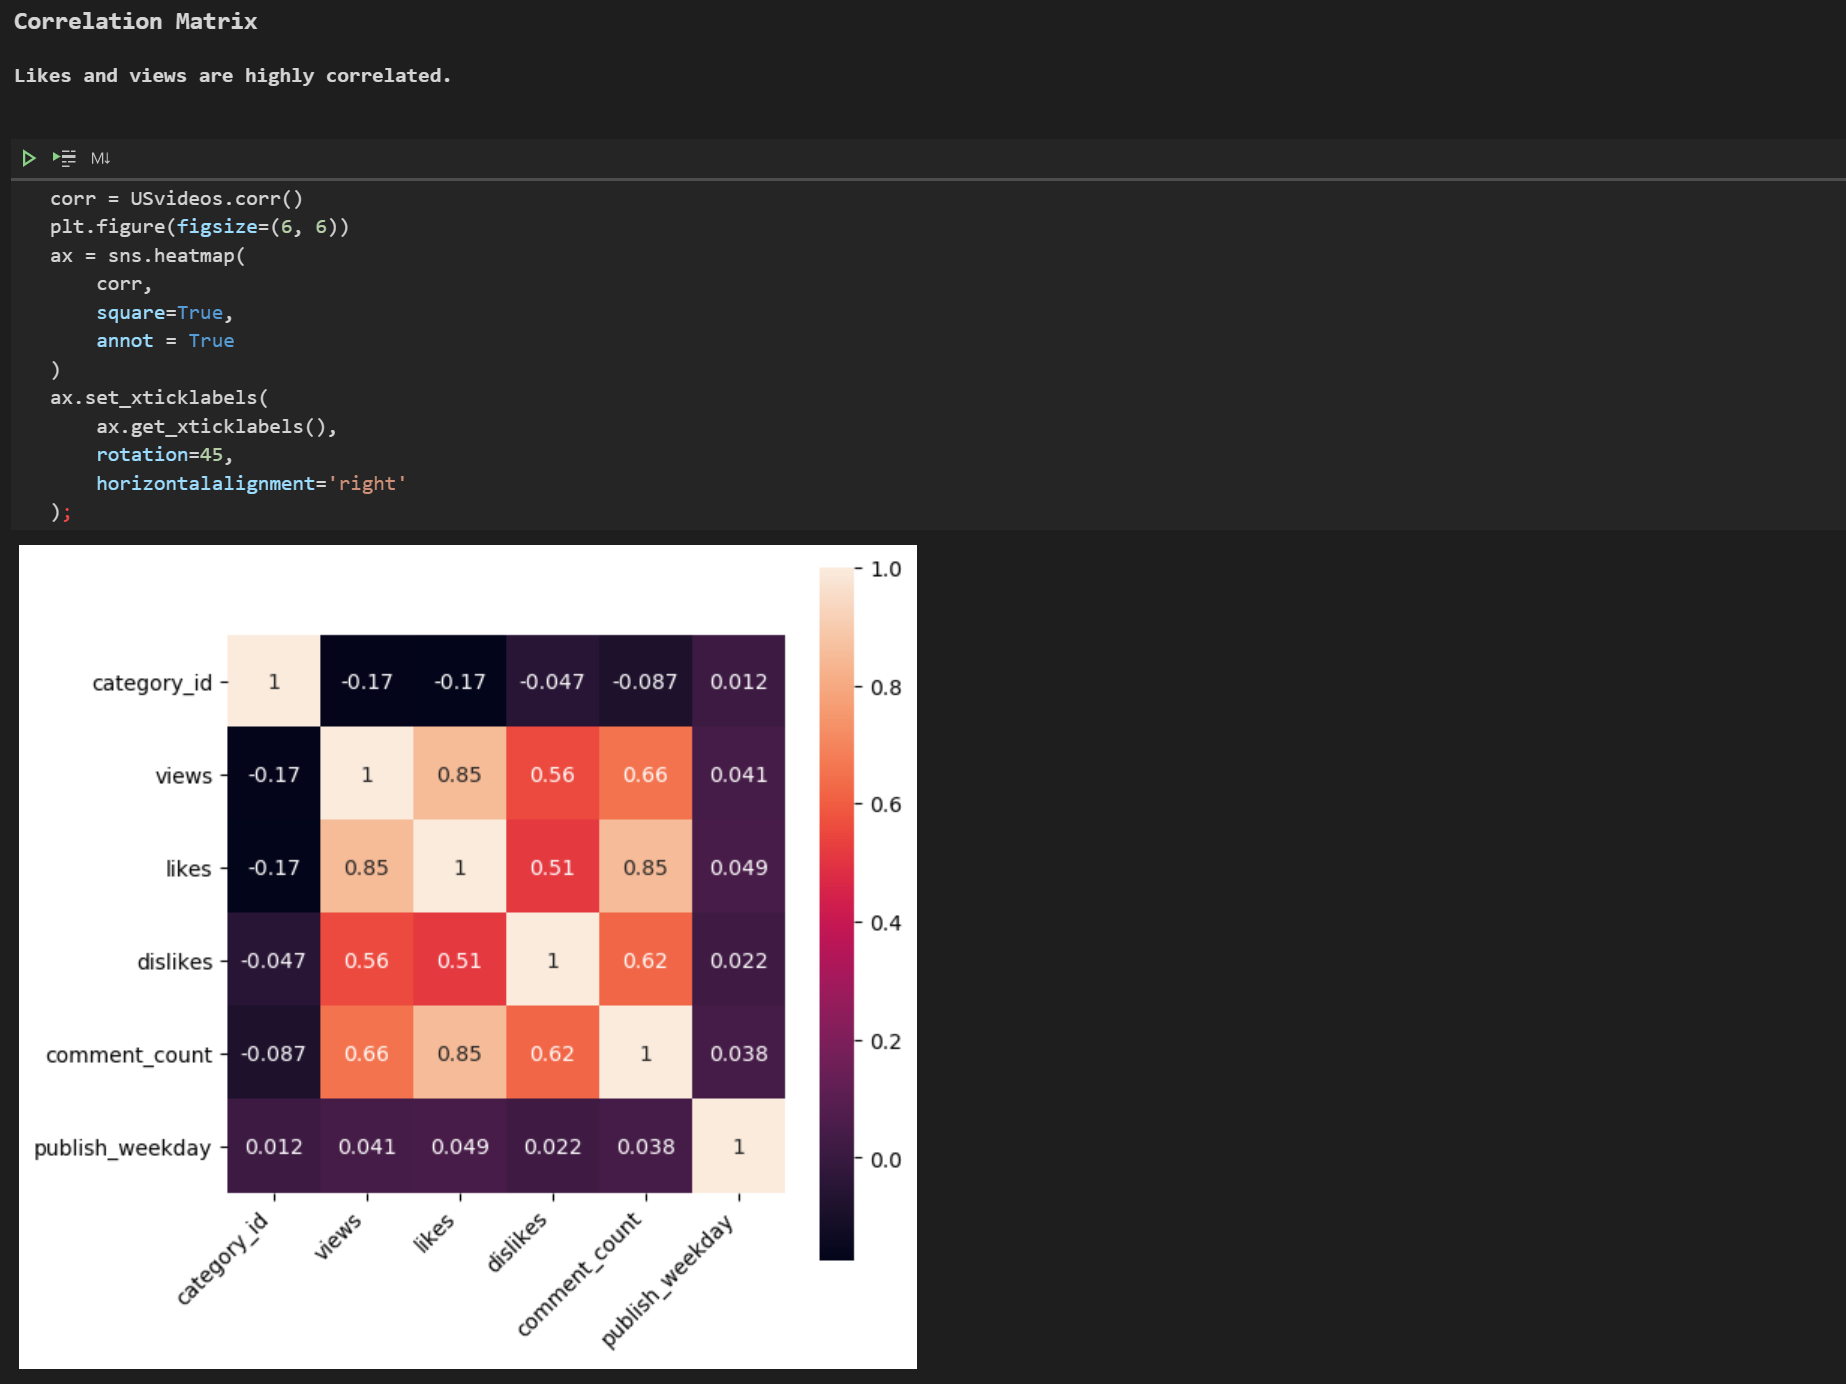 Correlation Matrix
Likes and views are highly correlated.
M↓
corr = USvideos.corr()
plt.figure(figsize=(6, 6))
ax = sns.heatmap(
    corr,
    square=True,
    annot = True
)
ax.set_xticklabels(
    ax.get_xticklabels(),
    rotation=45,
    horizontalalignment='right'
);
1.0
category_id 1 -0.17 -0.17 -0.047 -0.087 0.012
0.8
views -0.17 1 0.85 0.56 0.66 0.041
0.6
likes -0.17 0.85 1 0.51 0.85 0.049
0.4
dislikes -0.047 0.56 0.51 1 0.62 0.022
0.2
comment_count -0.087 0.66 0.85 0.62 1 0.038
publish_weekday 0.012 0.041 0.049 0.022 0.038 1
0.0
category_id views likes dislikes comment_count publish_weekday